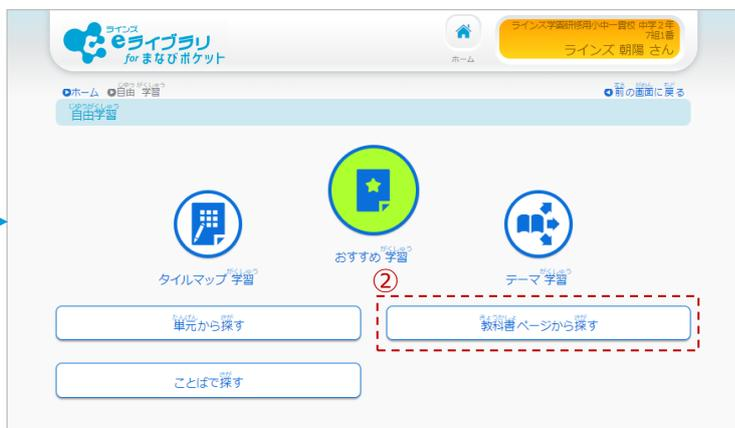 ラインズ
eライブラリ
for まなびポケット
ホーム
ラインズ学園研修用小中一貫校 中学2年
7組1番
ラインズ 朝陽 さん
ホーム 自由学習
前の画面に戻る
自由学習
おすすめ学習
タイルマップ学習
テーマ学習
②
単元から探す
教科書ページから探す
ことばで探す